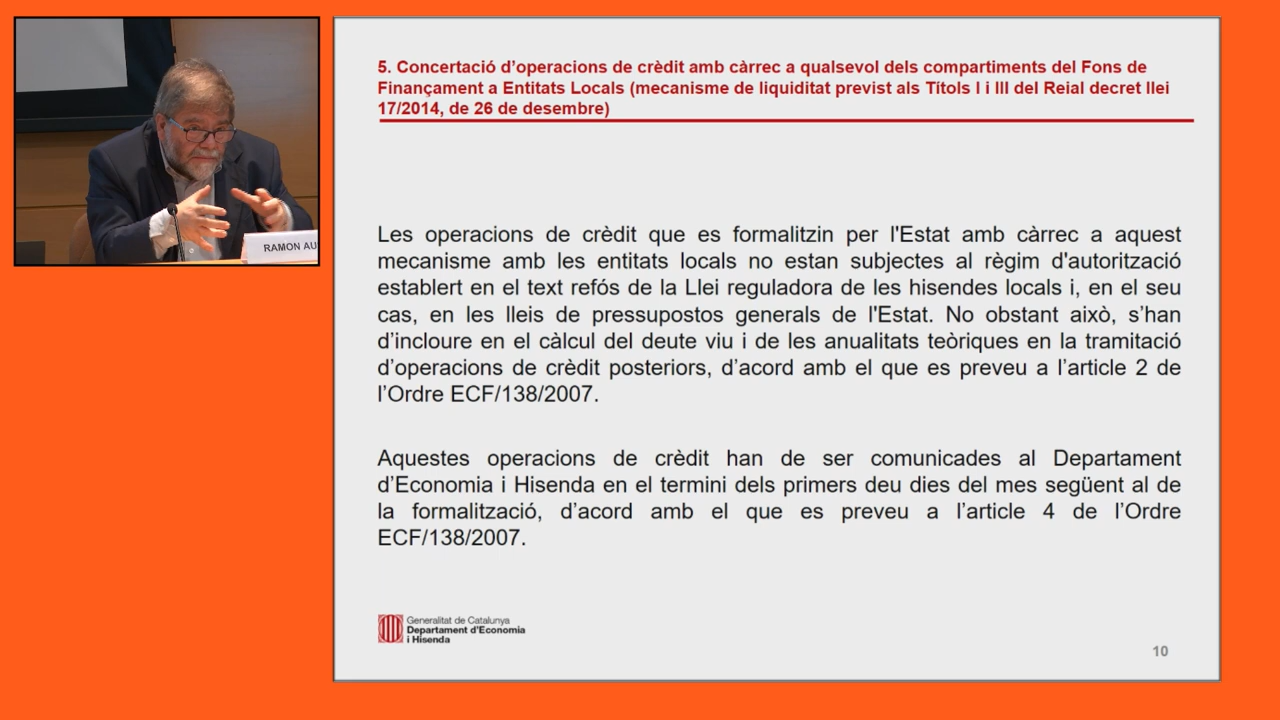 5. Concertació d’operacions de crèdit amb càrrec a qualsevol dels compartiments del Fons de
Finançament a Entitats Locals (mecanisme de liquiditat previst als Títols I i III del Reial decret llei
17/2014, de 26 de desembre)
Les operacions de crèdit que es formalitzin per l'Estat amb càrrec a aquest
mecanisme amb les entitats locals no estan subjectes al règim d'autorització
establert en el text refós de la Llei reguladora de les hisendes locals i, en el seu
cas, en les lleis de pressupostos generals de l'Estat. No obstant això, s’han
d’incloure en el càlcul del deute viu i de les anualitats teòriques en la tramitació
d’operacions de crèdit posteriors, d’acord amb el que es preveu a l’article 2 de
l’Ordre ECF/138/2007.
Aquestes operacions de crèdit han de ser comunicades al Departament
d’Economia i Hisenda en el termini dels primers deu dies del mes següent al de
la formalització, d’acord amb el que es preveu a l’article 4 de l’Ordre
ECF/138/2007.
Generalitat de Catalunya
Departament d'Economia
i Hisenda
10
RAMON AU